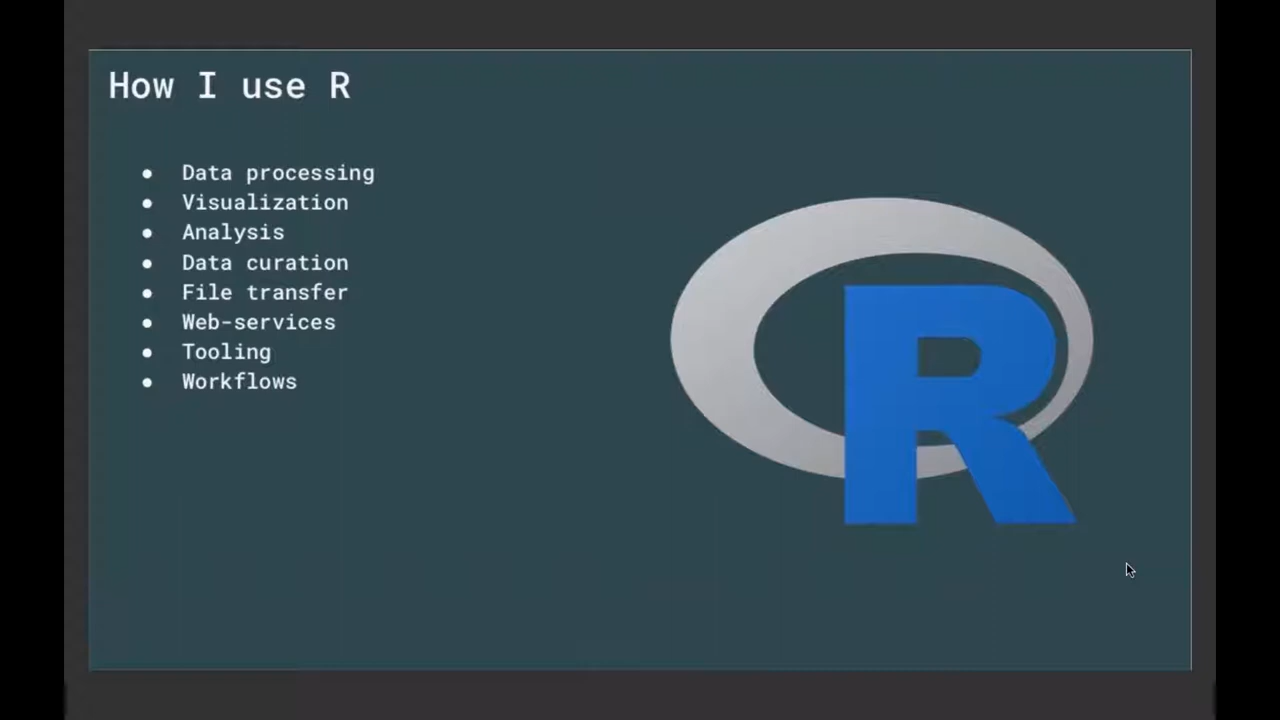 How I use R
● Data processing
● Visualization
● Analysis
● Data curation
● File transfer
● Web-services
● Tooling
● Workflows
R